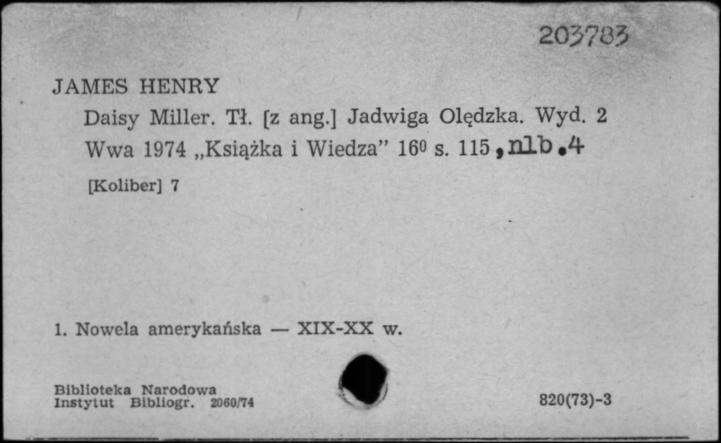 203783
JAMES HENRY
Daisy Miller. Tł. [z ang.] Jadwiga Olędzka. Wyd. 2
Wwa 1974 „Książka i Wiedza” 16⁰ s. 115, nlb. 4
[Koliber] 7
1. Nowela amerykańska — XIX-XX w.
Biblioteka Narodowa
Instytut Bibliogr. 2060/74
820(73)-3